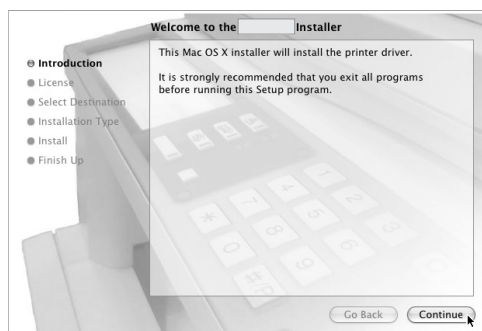 Welcome to the Installer
Introduction
License
Select Destination
Installation Type
Install
Finish Up
This Mac OS X installer will install the printer driver.
It is strongly recommended that you exit all programs
before running this Setup program.
Go Back
Continue